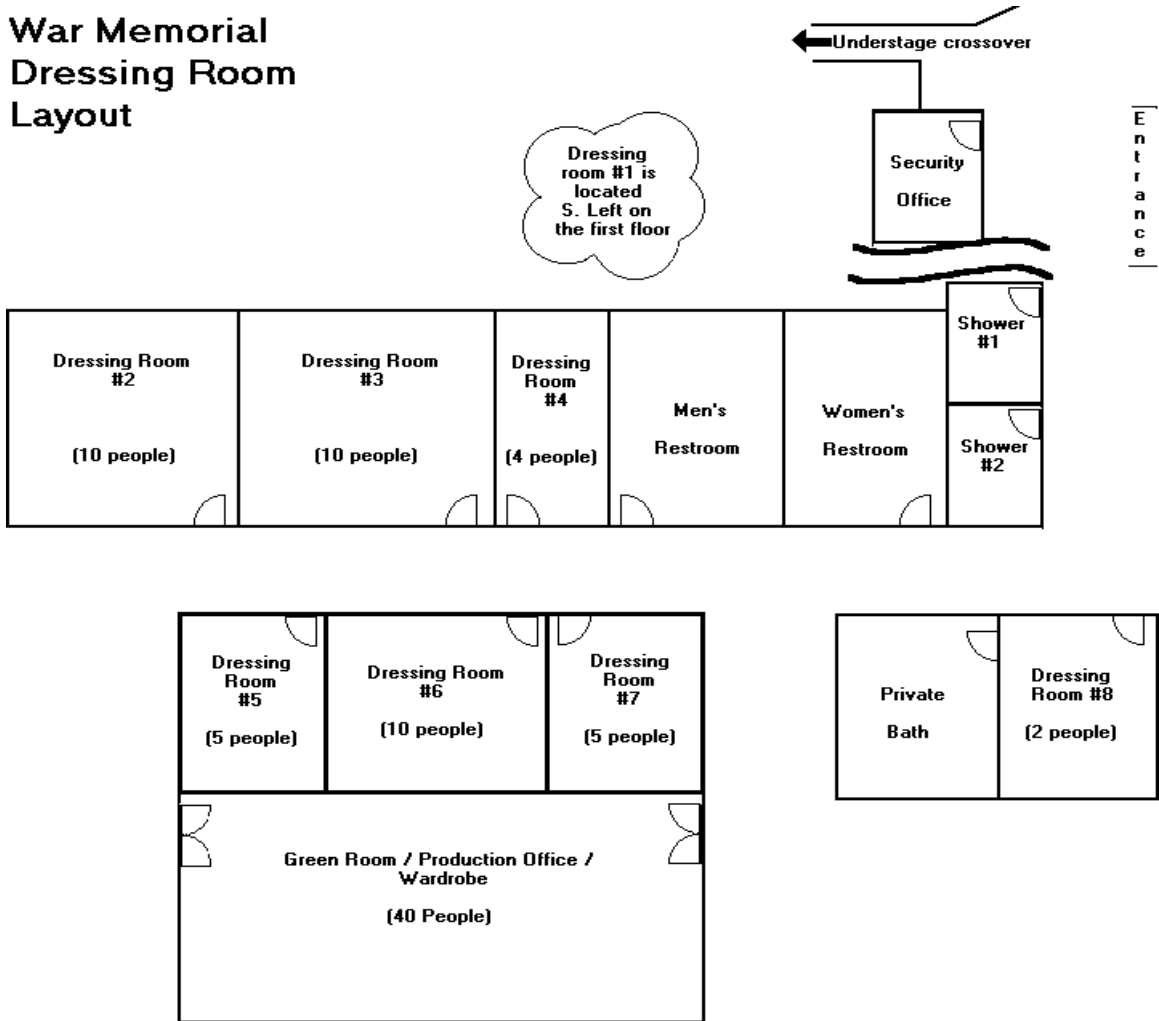 War Memorial
Dressing Room
Layout
Understage crossover
Entrance
Dressing
room #1 is
located
S. Left on
the first floor
Security
Office
Dressing Room
#2
(10 people)
Dressing Room
#3
(10 people)
Dressing
Room
#4
(4 people)
Men's
Restroom
Women's
Restroom
Shower
#1
Shower
#2
Dressing
Room
#5
(5 people)
Dressing Room
#6
(10 people)
Dressing
Room
#7
(5 people)
Private
Bath
Dressing
Room #8
(2 people)
Green Room / Production Office /
Wardrobe
(40 People)